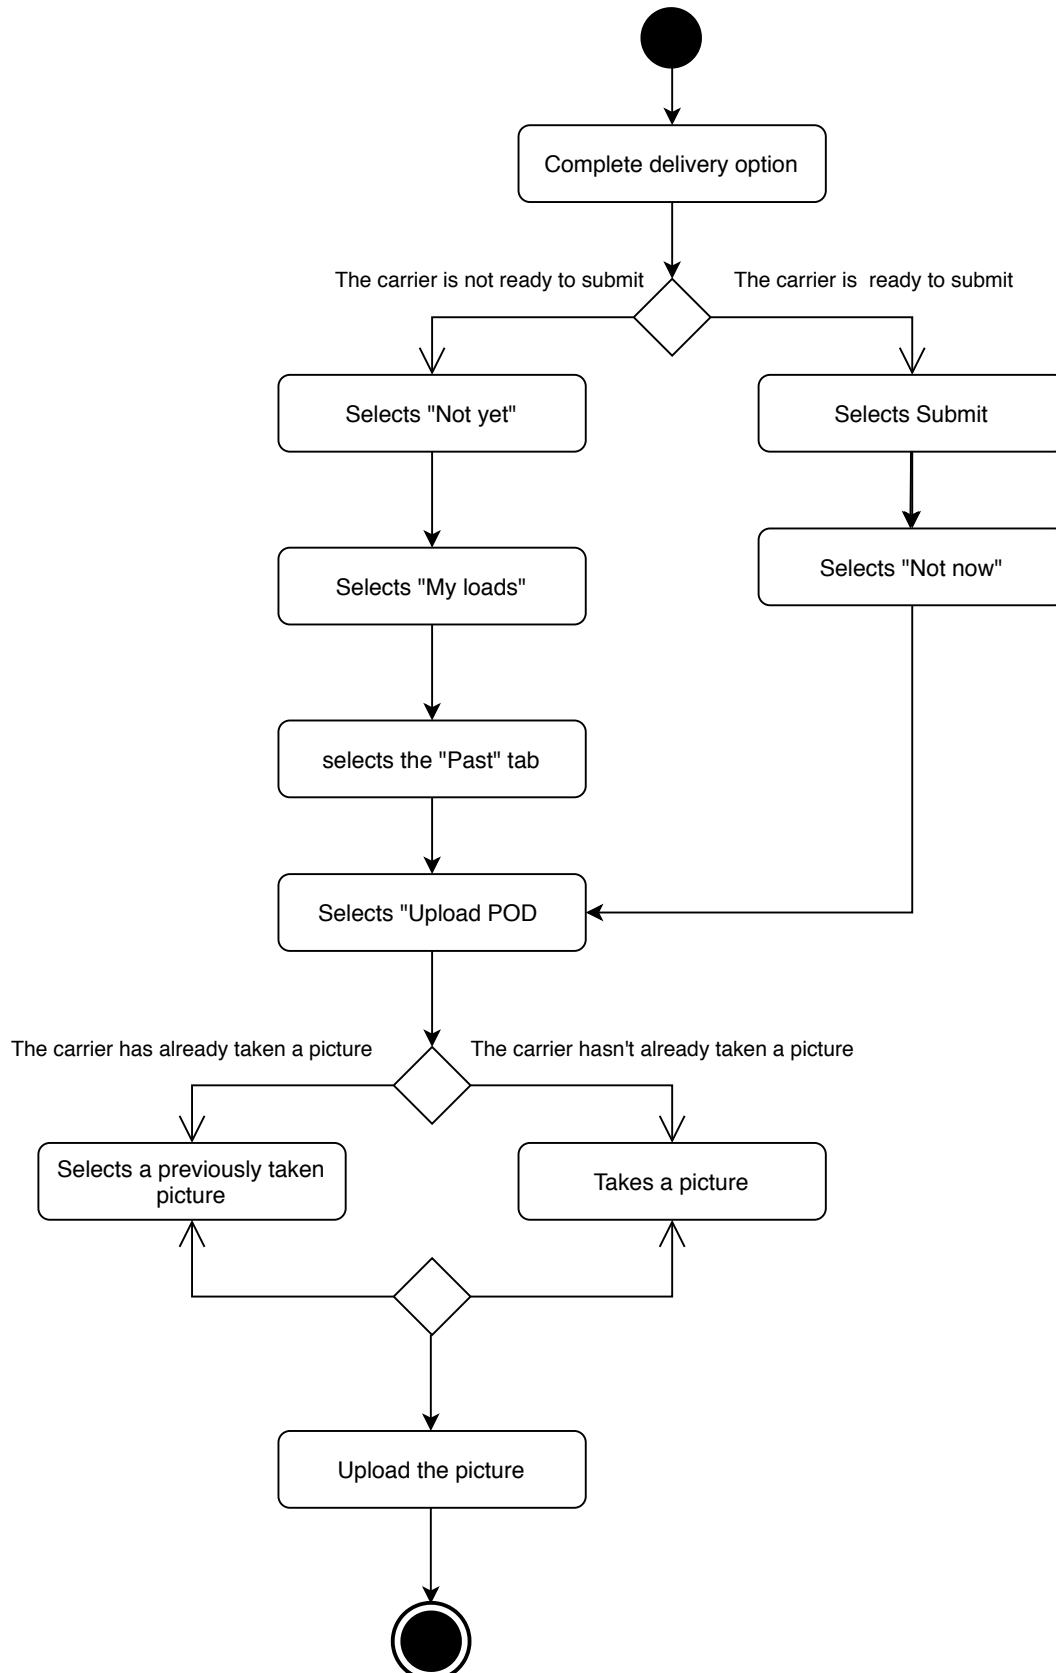 Complete delivery option
The carrier is not ready to submit
The carrier is  ready to submit
Selects "Not yet"
Selects Submit
Selects "Not now"
Selects "My loads"
selects the "Past" tab
Selects "Upload POD
The carrier has already taken a picture
The carrier hasn't already taken a picture
Selects a previously taken
picture
Takes a picture
Upload the picture